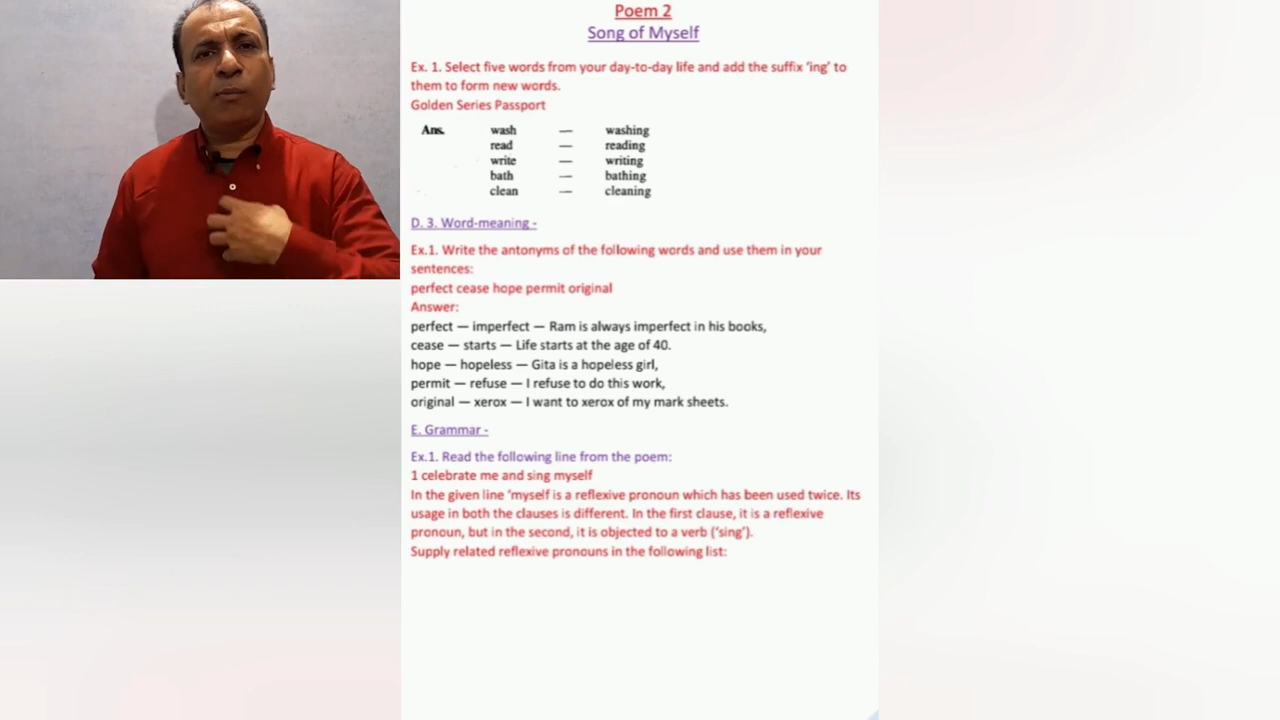 Poem 2
Song of Myself
Ex. 1. Select five words from your day-to-day life and add the suffix ‘ing’ to
them to form new words.
Golden Series Passport
Ans. wash — washing
read — reading
write — writing
bath — bathing
clean — cleaning
D. 3. Word-meaning -
Ex.1. Write the antonyms of the following words and use them in your
sentences:
perfect cease hope permit original
Answer:
perfect — imperfect — Ram is always imperfect in his books,
cease — starts — Life starts at the age of 40.
hope — hopeless — Gita is a hopeless girl,
permit — refuse — I refuse to do this work,
original — xerox — I want to xerox of my mark sheets.
E. Grammar -
Ex.1. Read the following line from the poem:
1 celebrate me and sing myself
In the given line ‘myself is a reflexive pronoun which has been used twice. Its
usage in both the clauses is different. In the first clause, it is a reflexive
pronoun, but in the second, it is objected to a verb (‘sing’).
Supply related reflexive pronouns in the following list: